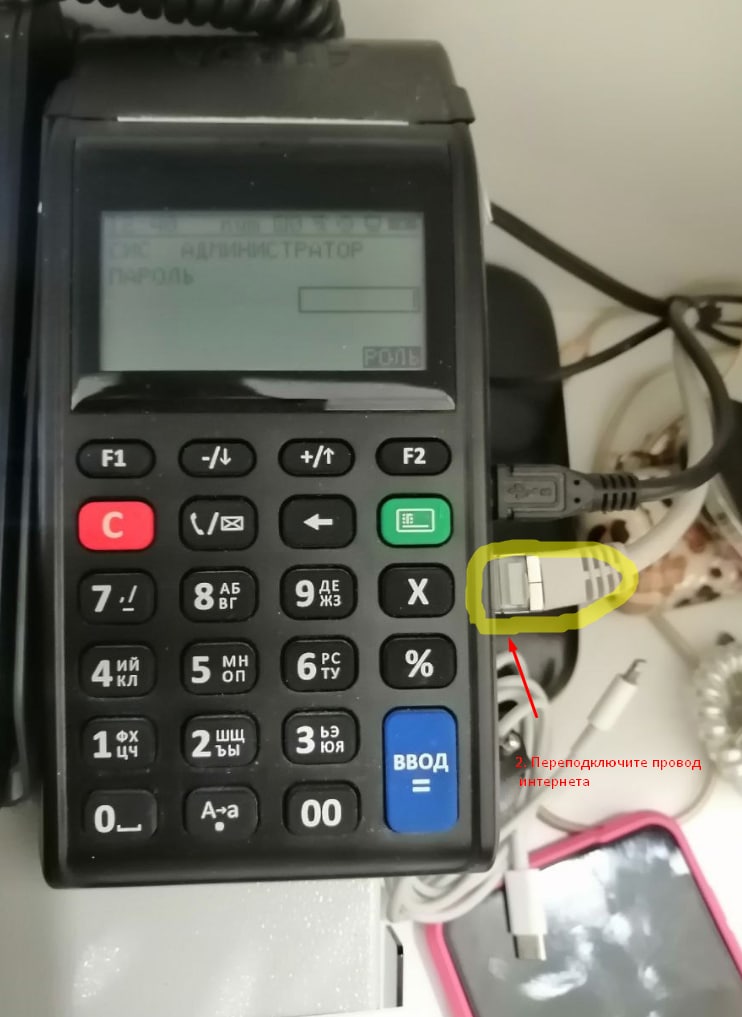 СИС АДМИНИСТРАТОР
ПАРОЛЬ
РОЛЬ
F1 -/↓ +/↑ F2
C
7 ,/_ 8 АБ ВГ 9 ДЕ ЖЗ X
4 ИЙ КЛ 5 МН ОП 6 РС ТУ %
1 ФХ ЦЧ 2 ШЩ ЪЫ 3 ЬЭ ЮЯ ВВОД =
0 A→a 00
2. Переподключите провод
интернета